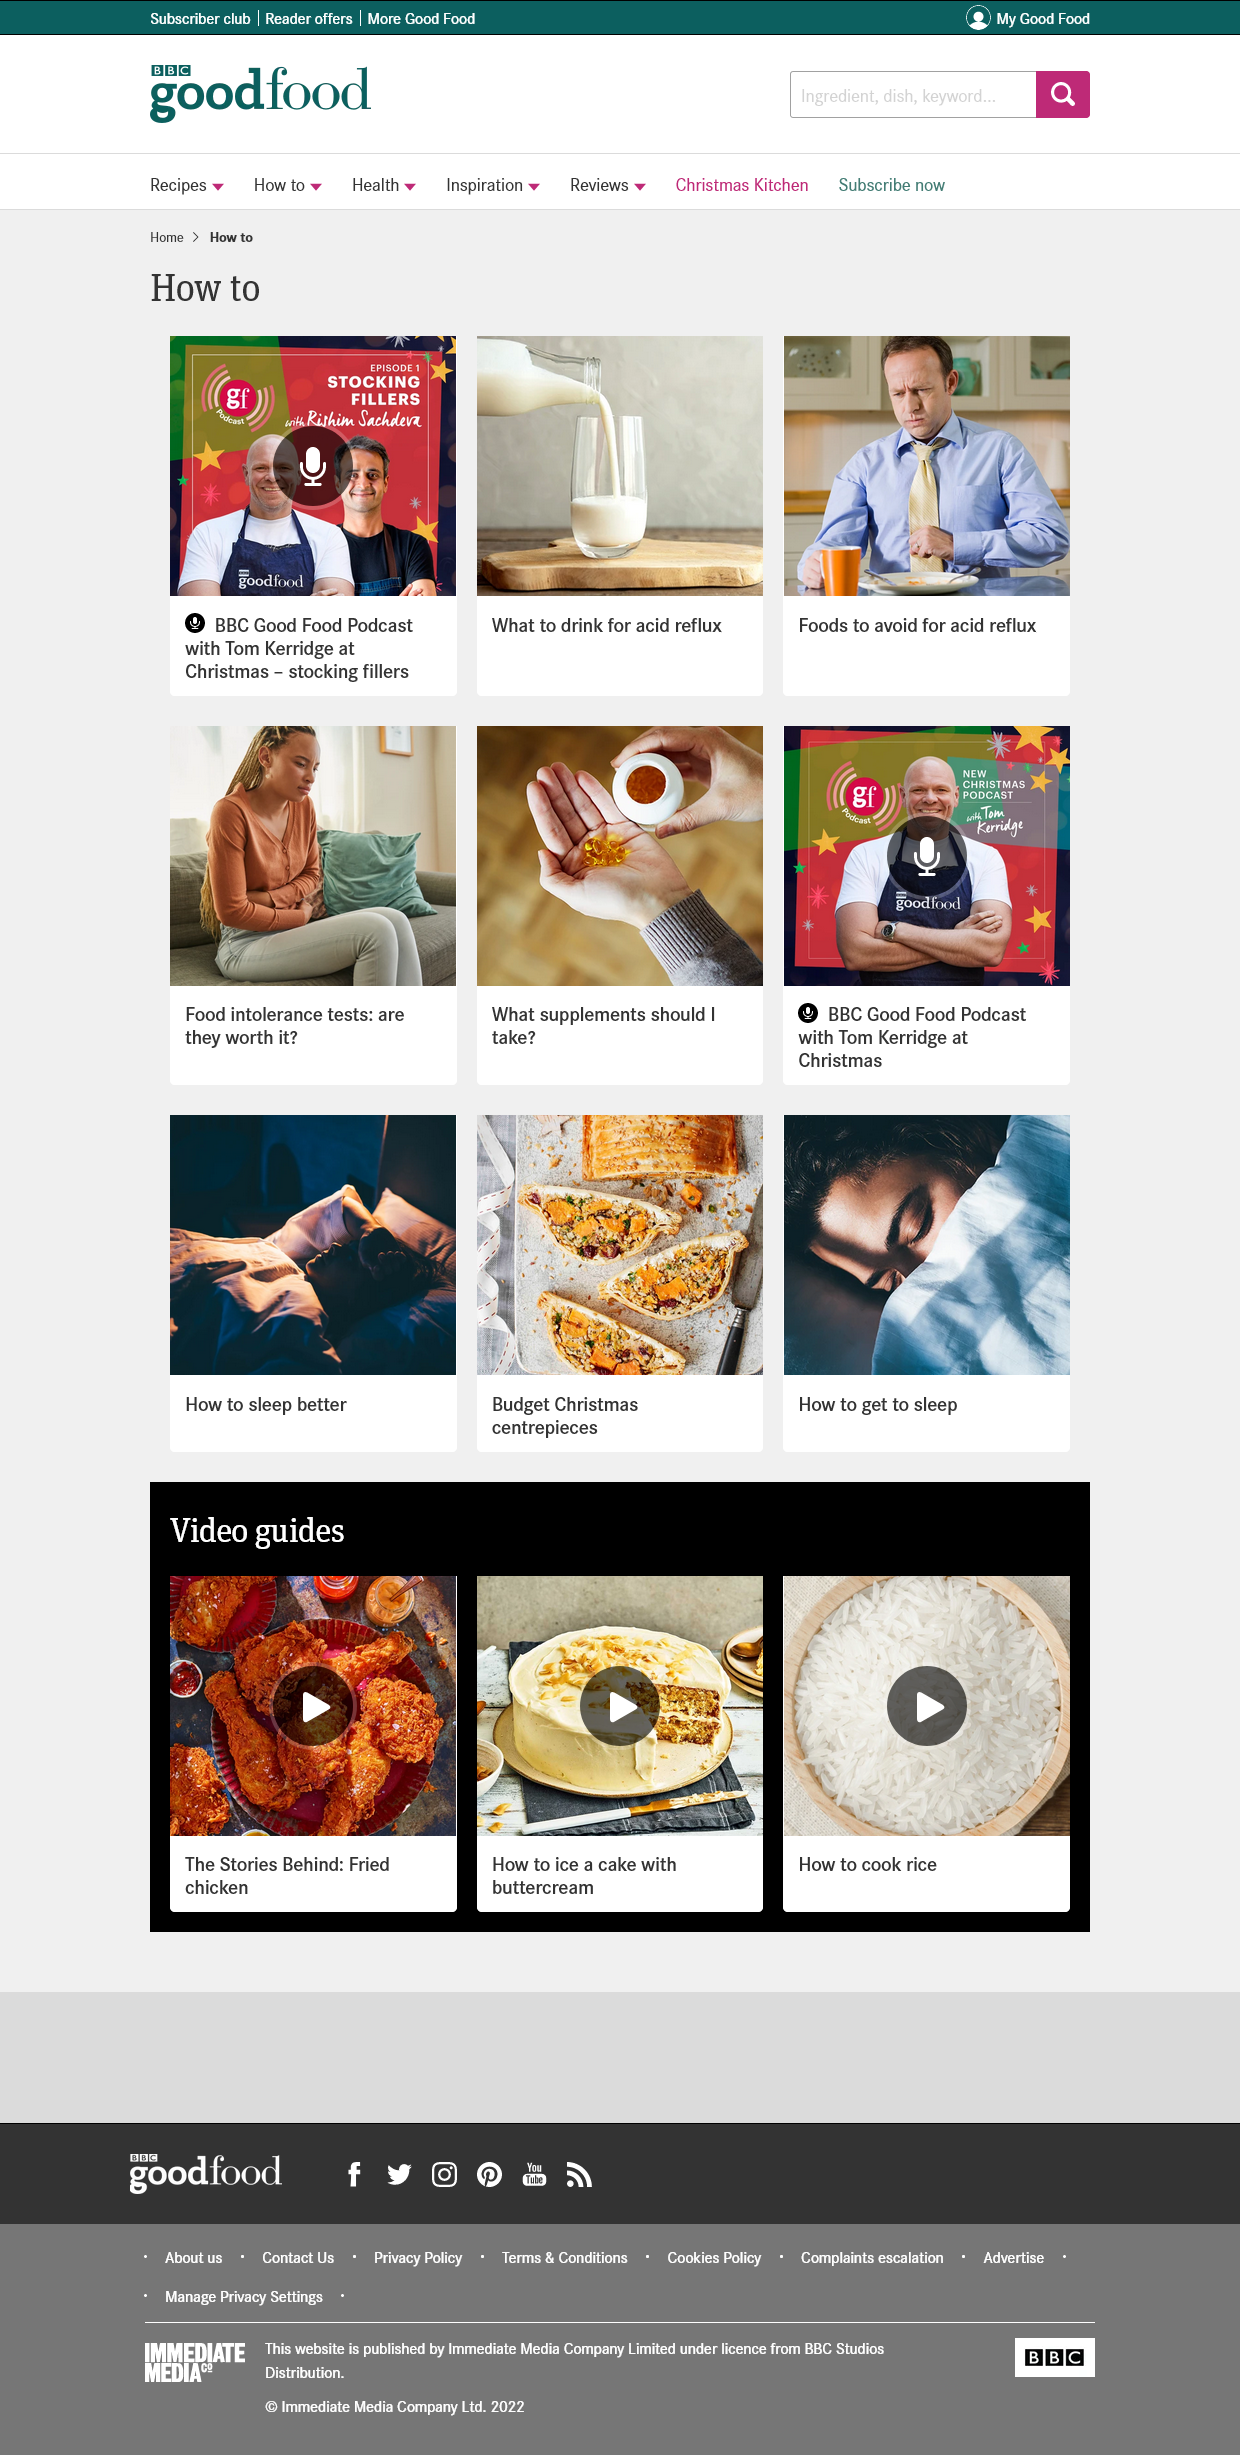 Subscriber club
Reader offers
More Good Food
My Good Food
BBC
goodfood
Ingredient, dish, keyword...
Recipes
How to
Health
Inspiration
Reviews
Christmas Kitchen
Subscribe now
Home
How to
How to
EPISODE 1
STOCKING
FILLERS
with Rishim Sachdeva
gf
Podcast
goodfood
BBC Good Food Podcast
with Tom Kerridge at
Christmas – stocking fillers
What to drink for acid reflux
Foods to avoid for acid reflux
NEW
CHRISTMAS
PODCAST
with Tom
Kerridge
gf
Podcast
goodfood
Food intolerance tests: are
they worth it?
What supplements should I
take?
BBC Good Food Podcast
with Tom Kerridge at
Christmas
How to sleep better
Budget Christmas
centrepieces
How to get to sleep
Video guides
The Stories Behind: Fried
chicken
How to ice a cake with
buttercream
How to cook rice
BBC
goodfood
You
Tube
About us
Contact Us
Privacy Policy
Terms & Conditions
Cookies Policy
Complaints escalation
Advertise
Manage Privacy Settings
IMMEDIATE
MEDIA CO
This website is published by Immediate Media Company Limited under licence from BBC Studios
Distribution.
© Immediate Media Company Ltd. 2022
BBC